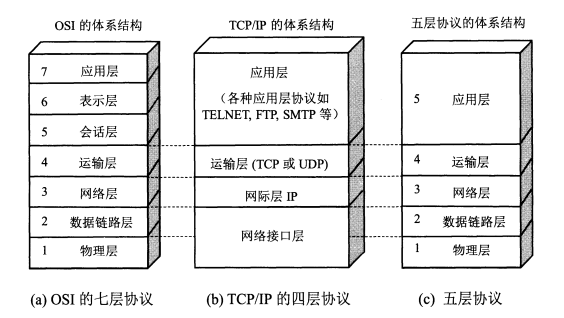 OSI 的体系结构
7 应用层
6 表示层
5 会话层
4 运输层
3 网络层
2 数据链路层
1 物理层
(a) OSI 的七层协议
TCP/IP 的体系结构
应用层
（各种应用层协议如
TELNET, FTP, SMTP 等）
运输层 (TCP 或 UDP)
网际层 IP
网络接口层
(b) TCP/IP 的四层协议
五层协议的体系结构
5 应用层
4 运输层
3 网络层
2 数据链路层
1 物理层
(c) 五层协议